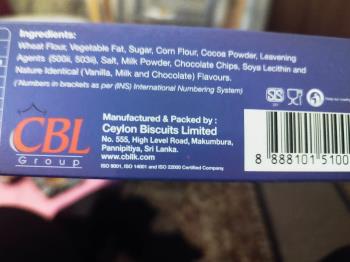 Ingredients:
Wheat Flour, Vegetable Fat, Sugar, Corn Flour, Cocoa Powder, Leavening
Agents (500ii, 503ii), Salt, Milk Powder, Chocolate Chips, Soya Lecithin and
Nature Identical (Vanilla, Milk and Chocolate) Flavours.
(*Numbers in brackets as per (INS) International Numbering System)
CBL
Group
Manufactured & Packed by :
Ceylon Biscuits Limited
No. 555, High Level Road, Makumbura,
Pannipitiya, Sri Lanka.
www.cbllk.com
ISO 9001, ISO 14001 and ISO 22000 Certified Company
8 888101 5100